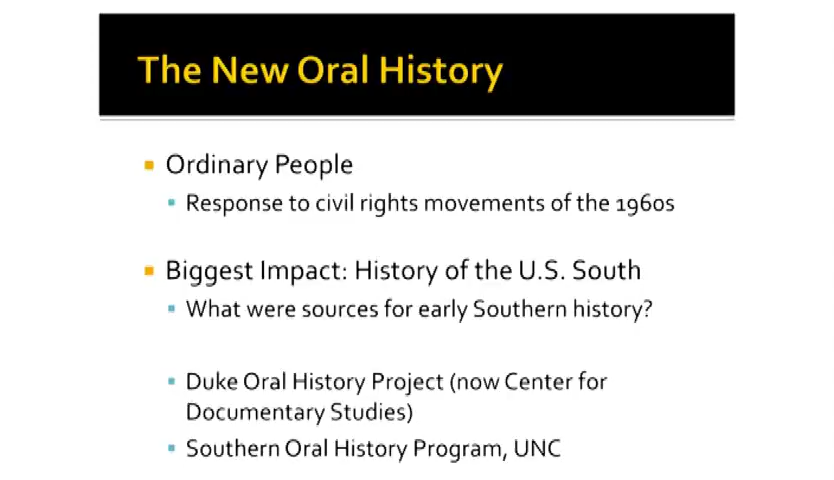 The New Oral History
Ordinary People
Response to civil rights movements of the 1960s
Biggest Impact: History of the U.S. South
What were sources for early Southern history?
Duke Oral History Project (now Center for
Documentary Studies)
Southern Oral History Program, UNC